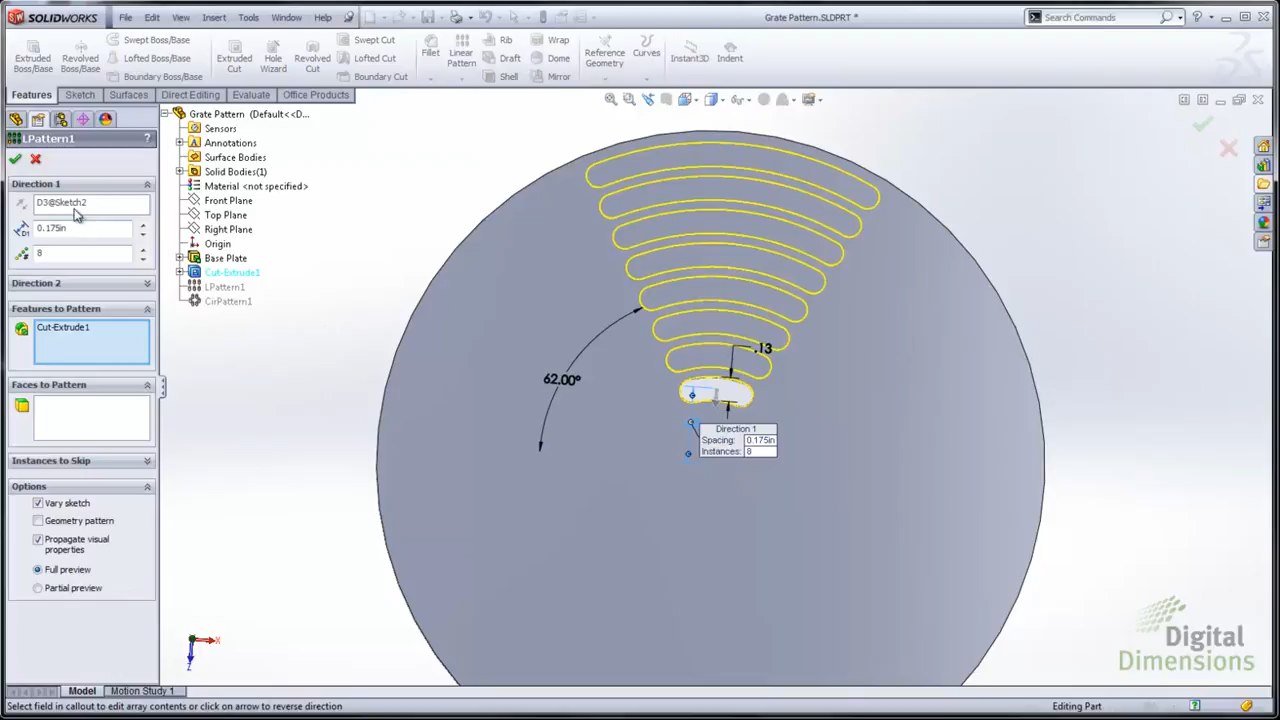 SOLIDWORKS File Edit View Insert Tools Window Help Grate Pattern.SLDPRT * Search Commands
Extruded Boss/Base Revolved Boss/Base Swept Boss/Base Lofted Boss/Base Boundary Boss/Base Extruded Cut Hole Wizard Revolved Cut Swept Cut Lofted Cut Boundary Cut Fillet Linear Pattern Rib Draft Shell Wrap Dome Mirror Reference Geometry Curves Instant3D Indent
Features Sketch Surfaces Direct Editing Evaluate Office Products
LPattern1 ?
Direction 1
D3@Sketch2
0.175in
8
Direction 2
Features to Pattern
Cut-Extrude1
Faces to Pattern
Instances to Skip
Options
Vary sketch
Geometry pattern
Propagate visual
properties
Full preview
Partial preview
Grate Pattern (Default<<D...
Sensors
Annotations
Surface Bodies
Solid Bodies(1)
Material <not specified>
Front Plane
Top Plane
Right Plane
Origin
Base Plate
Cut-Extrude1
LPattern1
CirPattern1
.13
62.00°
Direction 1
Spacing: 0.175in
Instances: 8
X
Z
Digital
Dimensions
Model Motion Study 1
Select field in callout to edit array contents or click on arrow to reverse direction Editing Part